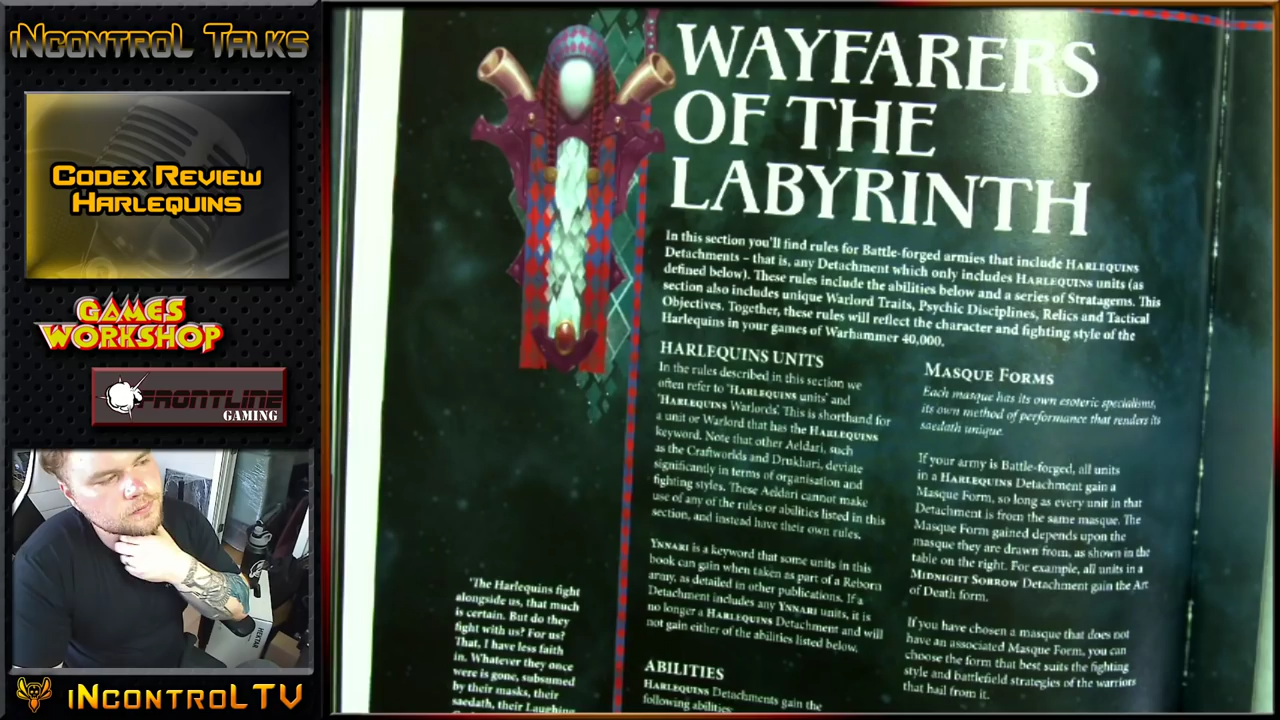 iNcontroL Talks
Codex Review
Harlequins
GAMES
WORKSHOP
FRONTLINE
GAMING
iNcontroLTV
WAYFARERS
OF THE
LABYRINTH
In this section you'll find rules for Battle-forged armies that include HARLEQUINS
Detachments – that is, any Detachment which only includes HARLEQUINS units (as
defined below). These rules include the abilities below and a series of Stratagems. This
section also includes unique Warlord Traits, Psychic Disciplines, Relics and Tactical
Objectives. Together, these rules will reflect the character and fighting style of the
Harlequins in your games of Warhammer 40,000.
HARLEQUINS UNITS
In the rules described in this section we
often refer to 'HARLEQUINS units' and
'HARLEQUINS Warlords'. This is shorthand for
a unit or Warlord that has the HARLEQUINS
keyword. Note that other Aeldari, such
as the Craftworlds and Drukhari, deviate
significantly in terms of organisation and
fighting styles. These Aeldari cannot make
use of any of the rules or abilities listed in this
section, and instead have their own rules.
YNNARI is a keyword that some units in this
book can gain when taken as part of a Reborn
army, as detailed in other publications. If a
Detachment includes any YNNARI units, it is
no longer a HARLEQUINS Detachment and will
not gain either of the abilities listed below.
ABILITIES
HARLEQUINS Detachments gain the
following abilities:
MASQUE FORMS
Each masque has its own esoteric specialisms,
its own method of performance that renders its
saedath unique.
If your army is Battle-forged, all units
in a HARLEQUINS Detachment gain a
Masque Form, so long as every unit in that
Detachment is from the same masque. The
Masque Form gained depends upon the
masque they are drawn from, as shown in the
table on the right. For example, all units in a
MIDNIGHT SORROW Detachment gain the Art
of Death form.
If you have chosen a masque that does not
have an associated Masque Form, you can
choose the form that best suits the fighting
style and battlefield strategies of the warriors
that hail from it.
'The Harlequins fight
alongside us, that much
is certain. But do they
fight with us? For us?
That, I have less faith
in. Whatever they once
were is gone, subsumed
by their masks, their
saedath, their Laughing